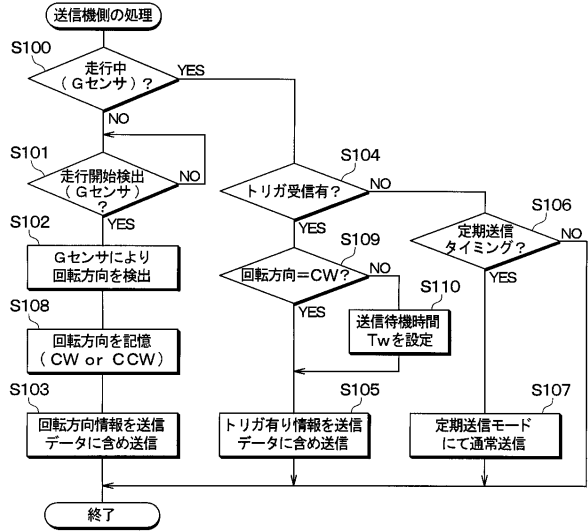 送信機側の処理
S100
走行中
(Gセンサ)?
YES
NO
S101
走行開始検出
(Gセンサ)
?
NO
YES
S102
Gセンサにより
回転方向を検出
S108
回転方向を記憶
(CW or CCW)
S103
回転方向情報を送信
データに含め送信
終了
S104
トリガ受信有?
NO
YES
S109
回転方向=CW?
NO
YES
S110
送信待機時間
Twを設定
S105
トリガ有り情報を送信
データに含め送信
S106
定期送信
タイミング?
NO
YES
S107
定期送信モード
にて通常送信